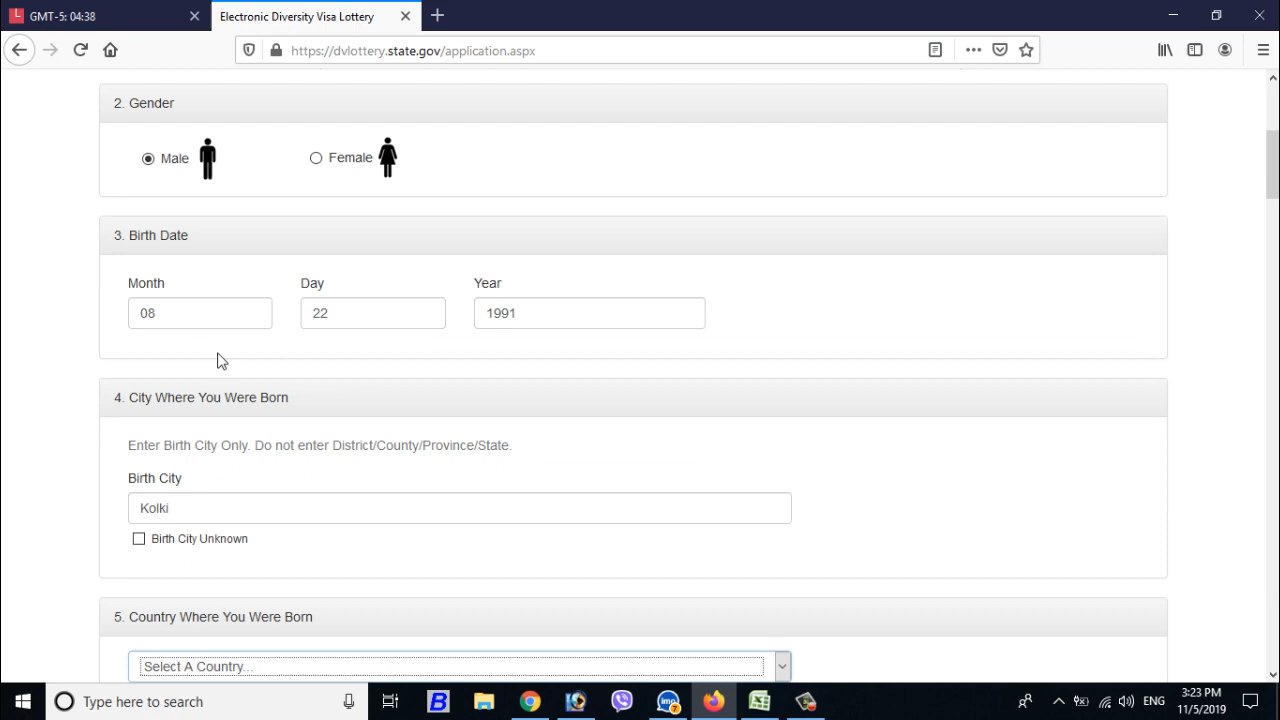 GMT-5: 04:38
Electronic Diversity Visa Lottery
https://dvlottery.state.gov/application.aspx
2. Gender
Male
Female
3. Birth Date
Month
Day
Year
08
22
1991
4. City Where You Were Born
Enter Birth City Only. Do not enter District/County/Province/State.
Birth City
Kolki
Birth City Unknown
5. Country Where You Were Born
Select A Country...
Type here to search
ENG
3:23 PM
11/5/2019